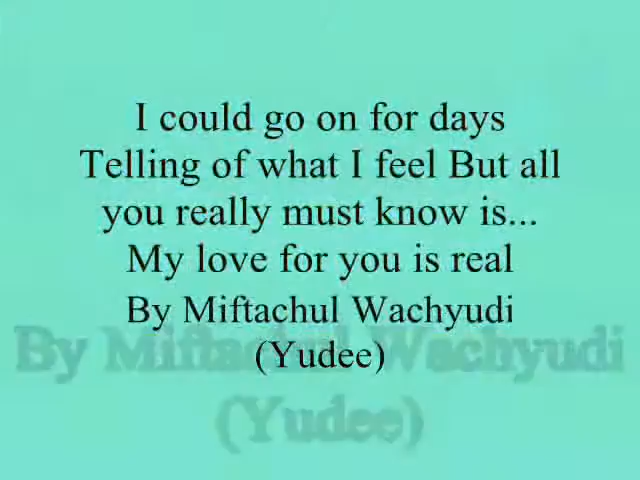 I could go on for days
Telling of what I feel But all
you really must know is...
My love for you is real
By Miftachul Wachyudi
(Yudee)
By Miftachul Wachyudi
(Yudee)